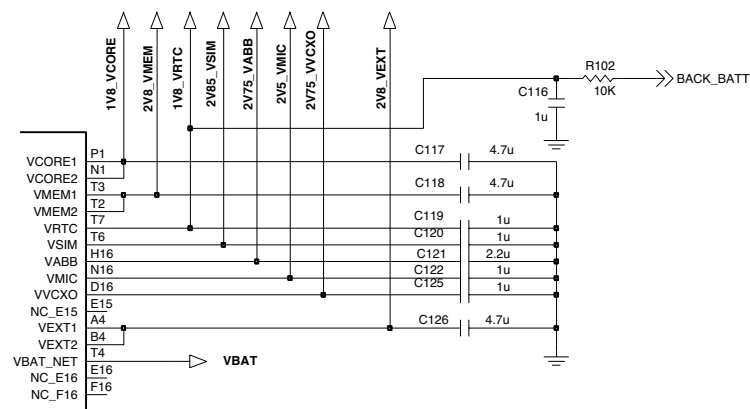 1V8_VCORE
2V8_VMEM
1V8_VRTC
2V85_VSIM
2V75_VABB
2V5_VMIC
2V75_VVCXO
2V8_VEXT
R102
10K
BACK_BATT
C116
1u
VCORE1 P1 C117 4.7u
VCORE2 N1
VMEM1 T3 C118 4.7u
VMEM2 T2
VRTC T7 C119 1u
VSIM T6 C120 1u
VABB H16 C121 2.2u
VMIC N16 C122 1u
VVCXO D16 C125 1u
NC_E15 E15
VEXT1 A4 C126 4.7u
VEXT2 B4
VBAT_NET T4 VBAT
NC_E16 E16
NC_F16 F16